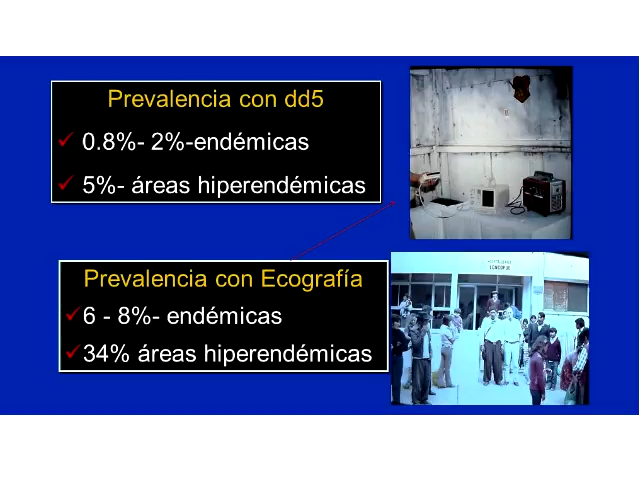 Prevalencia con dd5
0.8%- 2%-endémicas
5%- áreas hiperendémicas
Prevalencia con Ecografía
6 - 8%- endémicas
34% áreas hiperendémicas